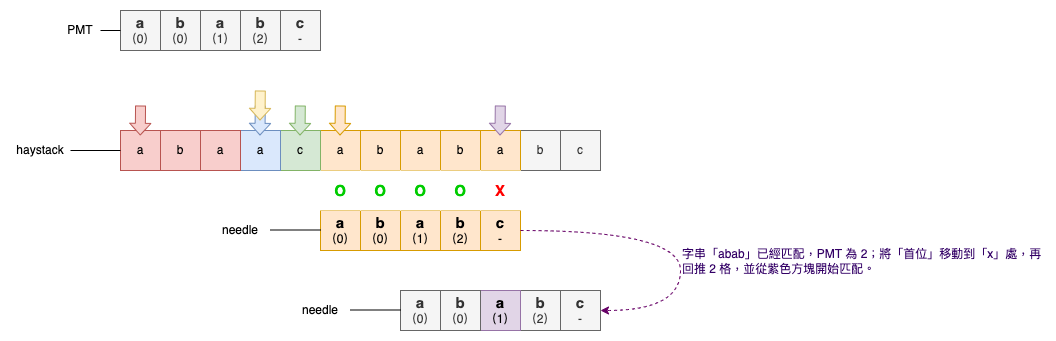 PMT
a b a b c
(0) (0) (1) (2) -
haystack
a b a a c a b a b a b c
O O O O X
needle
a b a b c
(0) (0) (1) (2) -
字串「abab」已經匹配，PMT 為 2；將「首位」移動到「x」處，再
回推 2 格，並從紫色方塊開始匹配。
needle
a b a b c
(0) (0) (1) (2) -